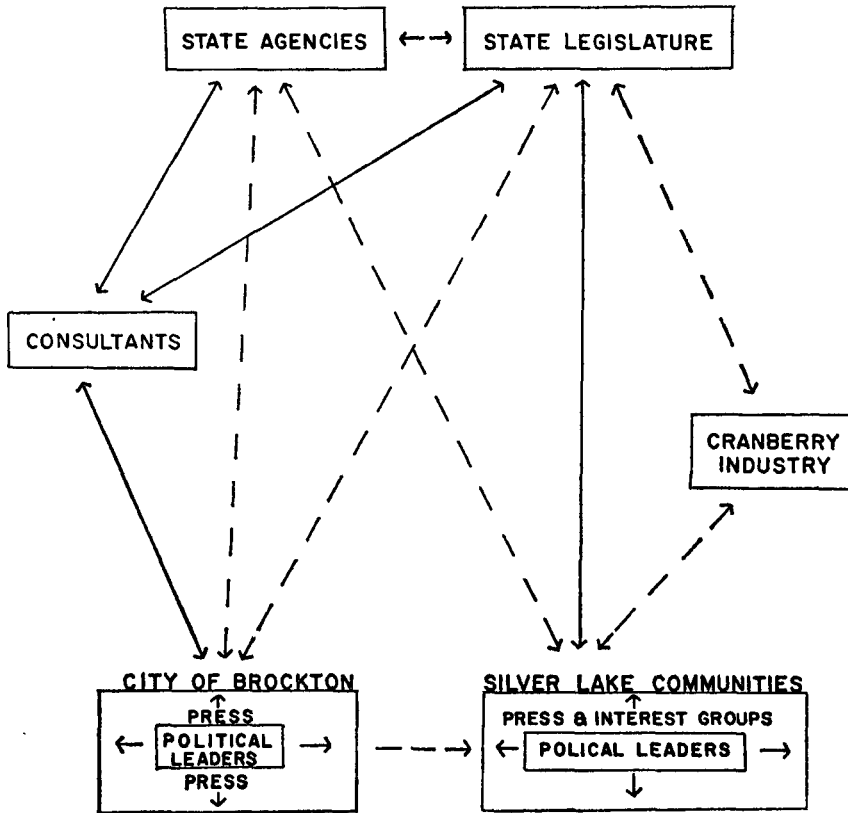 STATE AGENCIES
STATE LEGISLATURE
CONSULTANTS
CRANBERRY
INDUSTRY
CITY OF BROCKTON
PRESS
POLITICAL
LEADERS
PRESS
SILVER LAKE COMMUNITIES
PRESS & INTEREST GROUPS
POLICAL LEADERS